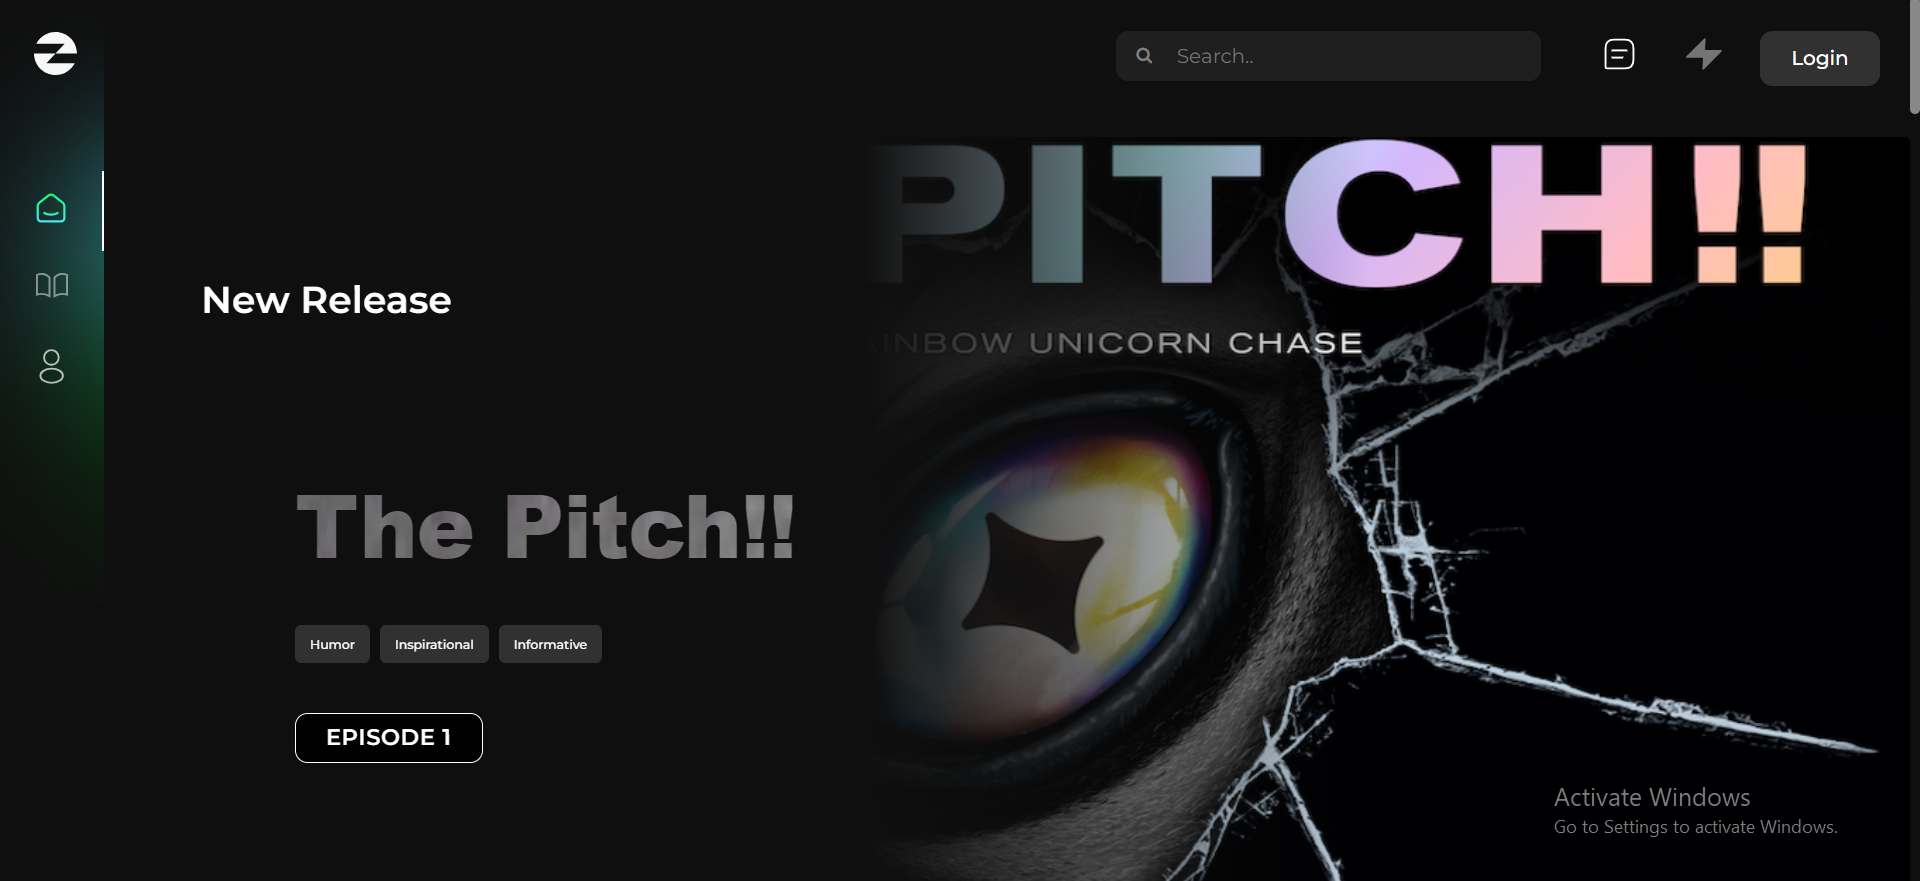 Search..
Login
PITCH!!
New Release
INBOW UNICORN CHASE
The Pitch!!
Humor
Inspirational
Informative
EPISODE 1
Activate Windows
Go to Settings to activate Windows.